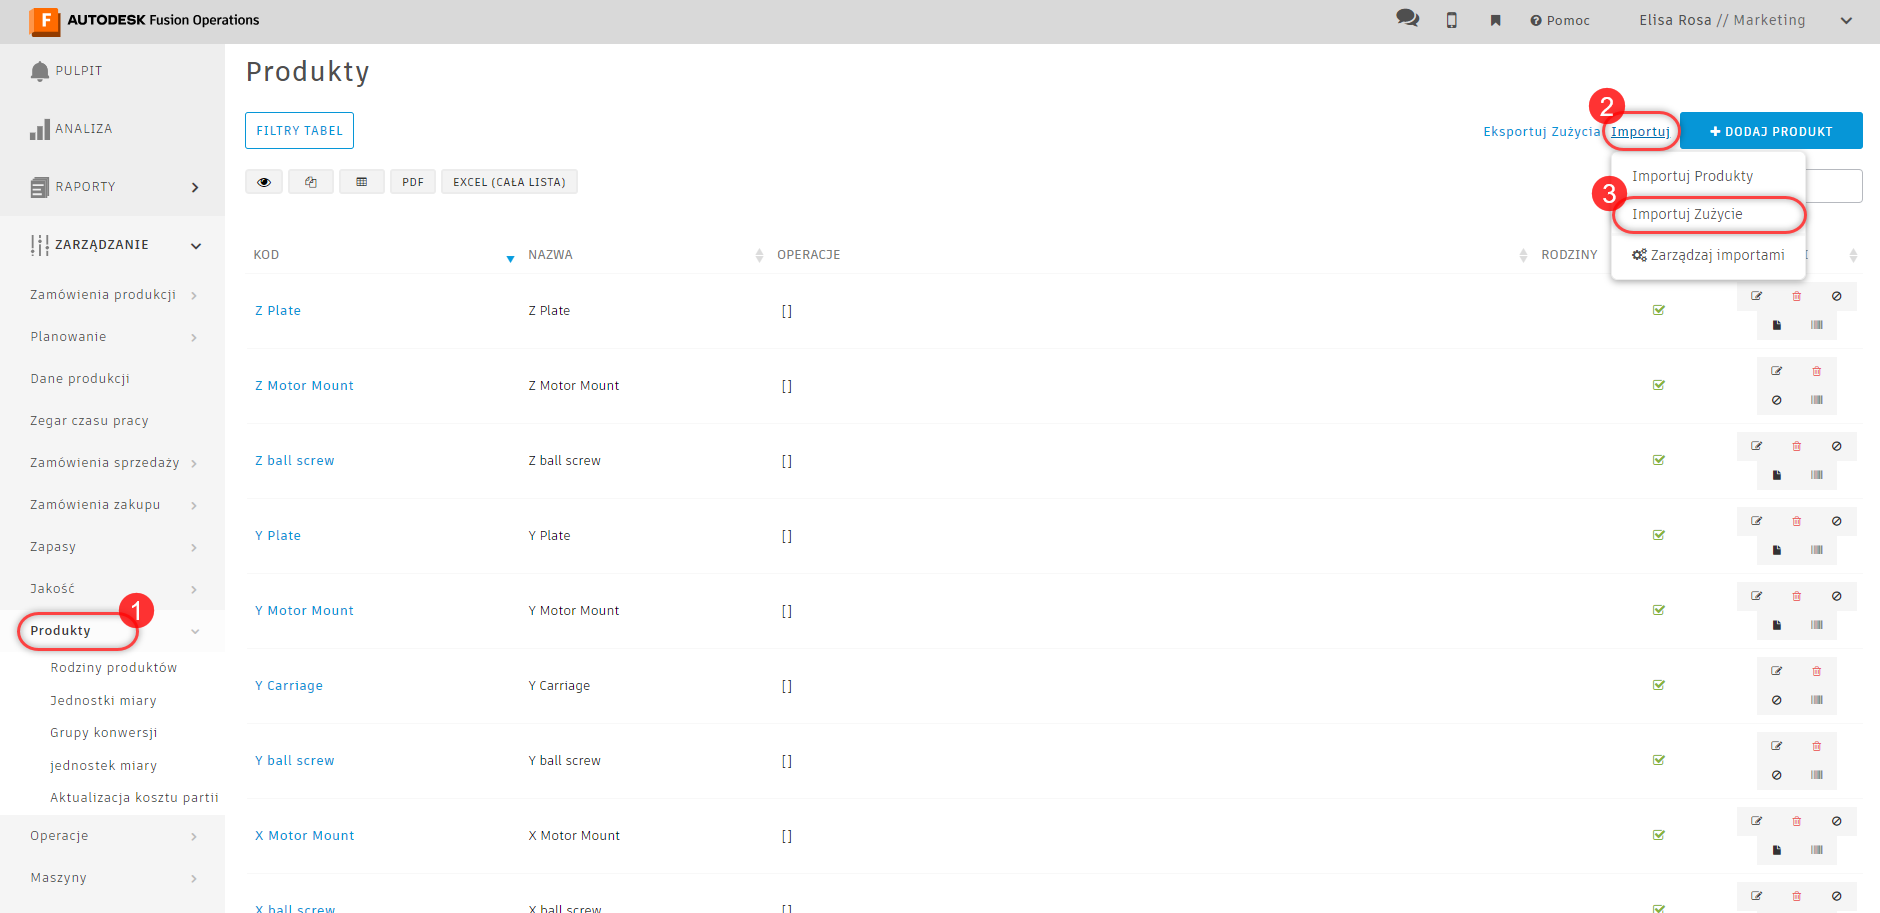 F AUTODESK Fusion Operations
Pomoc
Elisa Rosa // Marketing
PULPIT
ANALIZA
RAPORTY
ZARZĄDZANIE
Zamówienia produkcji
Planowanie
Dane produkcji
Zegar czasu pracy
Zamówienia sprzedaży
Zamówienia zakupu
Zapasy
Jakość
1
Produkty
Rodziny produktów
Jednostki miary
Grupy konwersji
jednostek miary
Aktualizacja kosztu partii
Operacje
Maszyny
Produkty
FILTRY TABEL
2
Eksportuj Zużycia Importuj
DODAJ PRODUKT
PDF
EXCEL (CAŁA LISTA)
Importuj Produkty
3
Importuj Zużycie
Zarządzaj importami
KOD NAZWA OPERACJE RODZINY
Z Plate Z Plate []
Z Motor Mount Z Motor Mount []
Z ball screw Z ball screw []
Y Plate Y Plate []
Y Motor Mount Y Motor Mount []
Y Carriage Y Carriage []
Y ball screw Y ball screw []
X Motor Mount X Motor Mount []
X ball screw X ball screw []